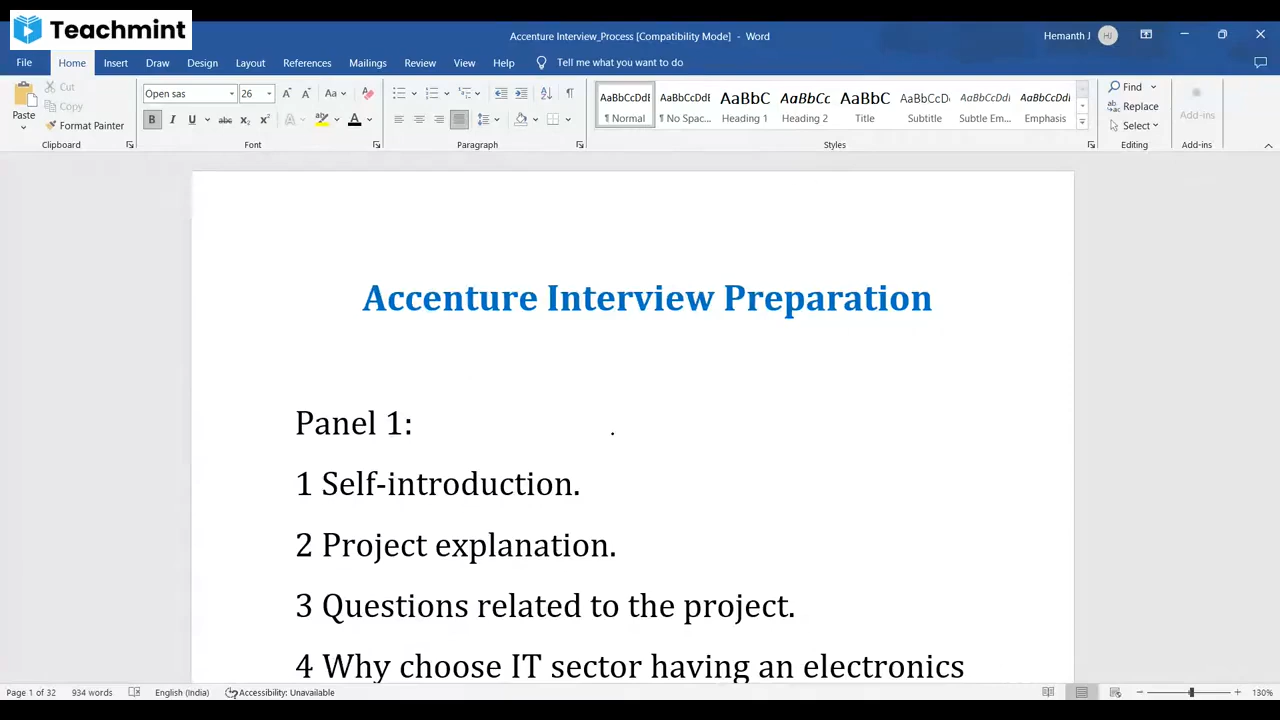 Teachmint
Accenture Interview_Process [Compatibility Mode] - Word
Hemanth J
HJ
File Home Insert Draw Design Layout References Mailings Review View Help Tell me what you want to do
Paste
Cut
Copy
Format Painter
Clipboard
Open sas 26
Font
Paragraph
AaBbCcDdE AaBbCcDdE AaBbC AaBbCc AaBbC AaBbCcD AaBbCcDdI AaBbCcDdI
¶ Normal ¶ No Spac... Heading 1 Heading 2 Title Subtitle Subtle Em... Emphasis
Styles
Find
Replace
Select
Editing
Add-ins
Add-ins
Accenture Interview Preparation
Panel 1:
1 Self-introduction.
2 Project explanation.
3 Questions related to the project.
4 Why choose IT sector having an electronics
Page 1 of 32 934 words English (India) Accessibility: Unavailable 130%